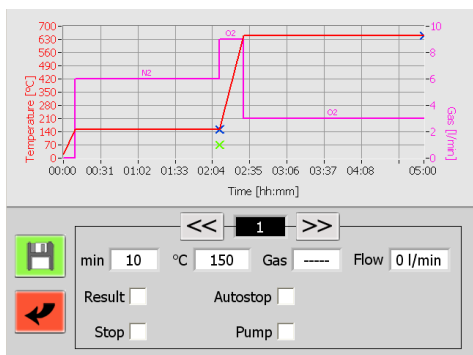 700 10
630
560 8
490
420 6
350
280 4
210
140 2
70
0 0
Temperature [ºC]
Gas [l/min]
N2
O2
O2
00:00 00:31 01:02 01:33 02:04 02:35 03:06 03:37 04:08 05:00
Time [hh:mm]
<< 1 >>
min 10 ºC 150 Gas ----- Flow 0 l/min
Result Autostop
Stop Pump